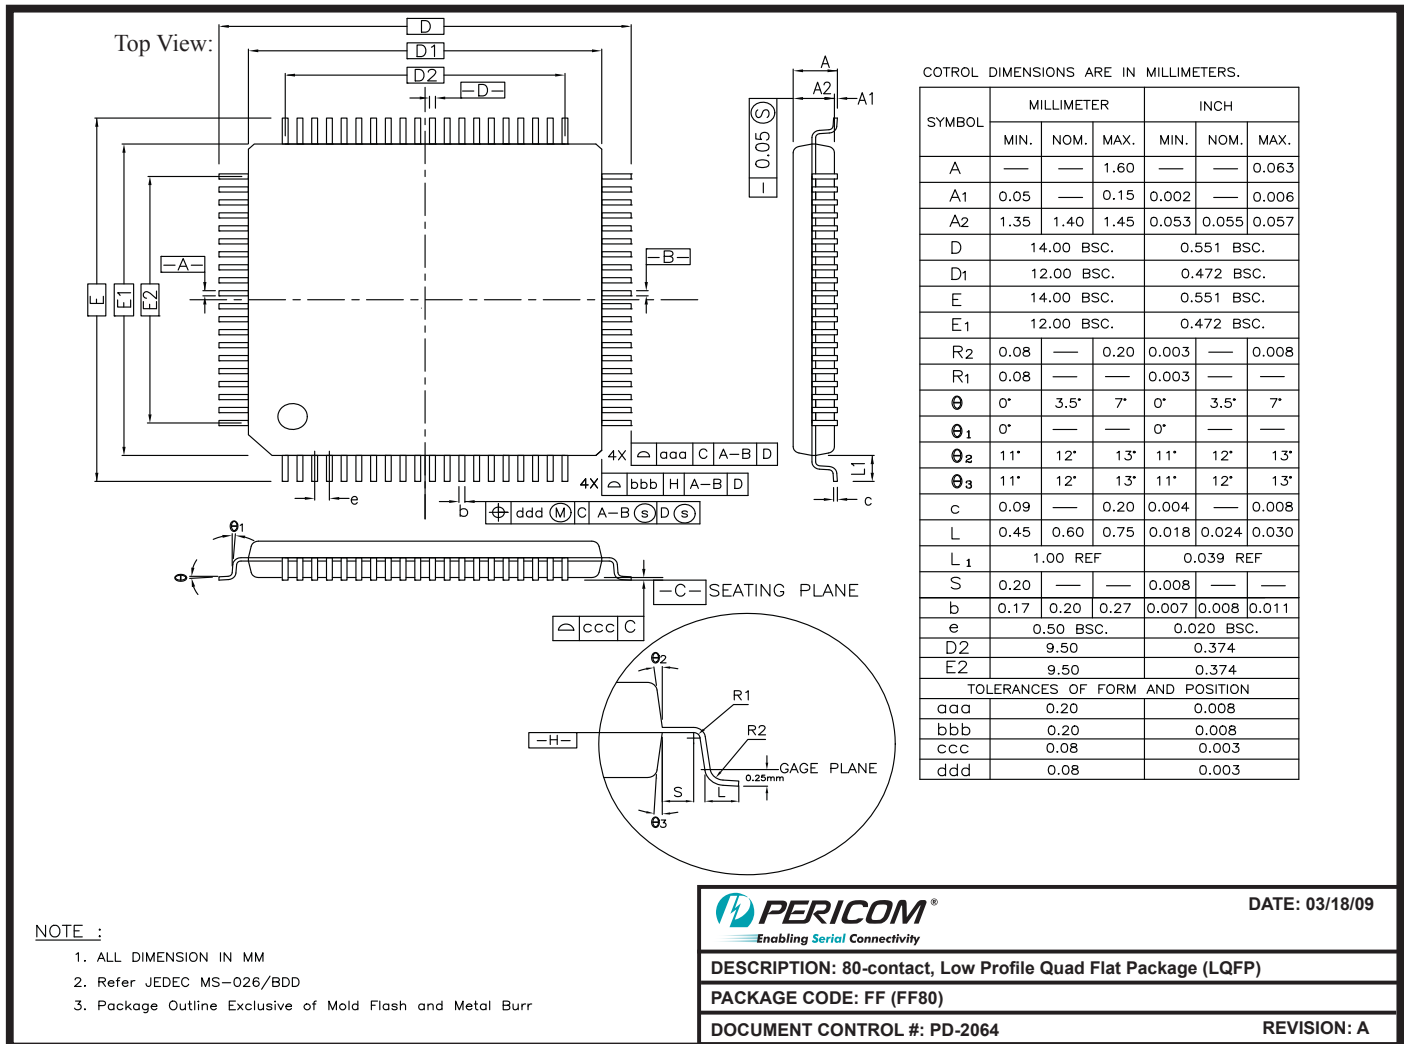 Top View:
D
D1
D2
-D-
E
E1
E2
-A-
-B-
4X ⌓ aaa C A-B D
4X ⌓ bbb H A-B D
e
b
⌖ ddd Ⓜ C A-B Ⓢ D Ⓢ
A
A2
A1
— 0.05 Ⓢ
L1
c
θ1
θ
-C- SEATING PLANE
⌓ ccc C
θ2
R1
R2
-H-
GAGE PLANE
0.25mm
S
L
θ3
COTROL DIMENSIONS ARE IN MILLIMETERS.
SYMBOL MILLIMETER INCH
MIN. NOM. MAX. MIN. NOM. MAX.
A — — 1.60 — — 0.063
A1 0.05 — 0.15 0.002 — 0.006
A2 1.35 1.40 1.45 0.053 0.055 0.057
D 14.00 BSC. 0.551 BSC.
D1 12.00 BSC. 0.472 BSC.
E 14.00 BSC. 0.551 BSC.
E1 12.00 BSC. 0.472 BSC.
R2 0.08 — 0.20 0.003 — 0.008
R1 0.08 — — 0.003 — —
θ 0° 3.5° 7° 0° 3.5° 7°
θ1 0° — — 0° — —
θ2 11° 12° 13° 11° 12° 13°
θ3 11° 12° 13° 11° 12° 13°
c 0.09 — 0.20 0.004 — 0.008
L 0.45 0.60 0.75 0.018 0.024 0.030
L1 1.00 REF 0.039 REF
S 0.20 — — 0.008 — —
b 0.17 0.20 0.27 0.007 0.008 0.011
e 0.50 BSC. 0.020 BSC.
D2 9.50 0.374
E2 9.50 0.374
TOLERANCES OF FORM AND POSITION
aaa 0.20 0.008
bbb 0.20 0.008
ccc 0.08 0.003
ddd 0.08 0.003
NOTE :
1. ALL DIMENSION IN MM
2. Refer JEDEC MS-026/BDD
3. Package Outline Exclusive of Mold Flash and Metal Burr
PERICOM®
Enabling Serial Connectivity
DATE: 03/18/09
DESCRIPTION: 80-contact, Low Profile Quad Flat Package (LQFP)
PACKAGE CODE: FF (FF80)
DOCUMENT CONTROL #: PD-2064 REVISION: A